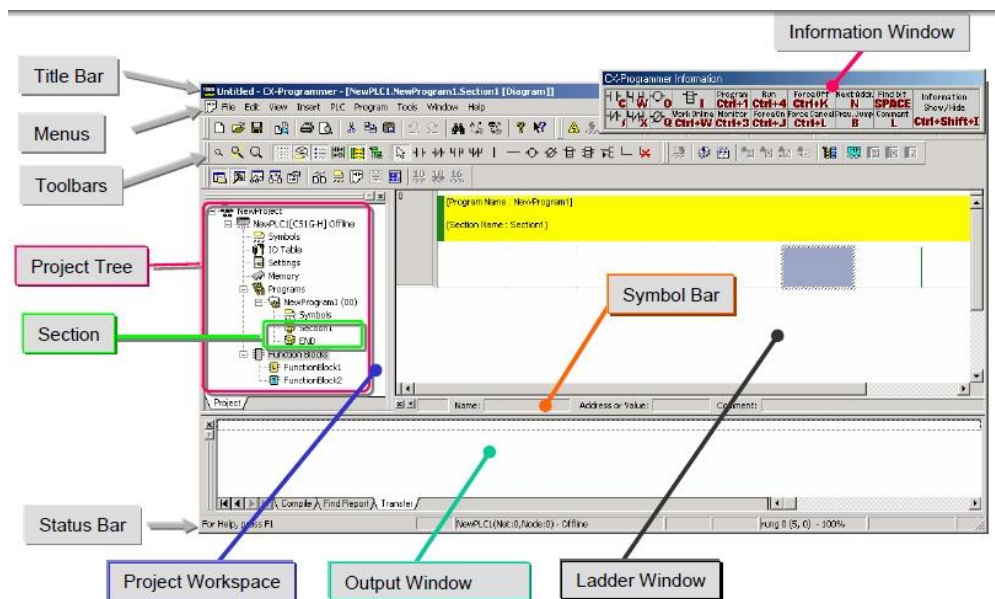 Information Window
Title Bar
Untitled - CX-Programmer - [NewPLC1.NewProgram1.Section1 [Diagram]]
CX-Programmer Information
C W O I
Program Run Force Off Next Addr. Find bit
Ctrl+1 Ctrl+4 Ctrl+K N SPACE
Information
Show/Hide
Ctrl+Shift+I
X Q
Work Online Monitor Force On Force Cancel Prev. Jump Comment
Ctrl+W Ctrl+3 Ctrl+J Ctrl+L B L
Menus
File Edit View Insert PLC Program Tools Window Help
Toolbars
10 16
0
[Program Name : NewProgram1]
[Section Name : Section1]
NewProject
NewPLC1[CS1G-H] Offline
Symbols
IO Table
Settings
Memory
Programs
NewProgram1 (00)
Symbols
Section1
END
Function Blocks
FunctionBlock1
FunctionBlock2
Project
Project Tree
Section
Symbol Bar
Name: Address or Value: Comment:
Compile Find Report Transfer
Status Bar
For Help, press F1
NewPLC1(Net:0,Node:0) - Offline
rung 0 (5, 0) - 100%
Project Workspace
Output Window
Ladder Window